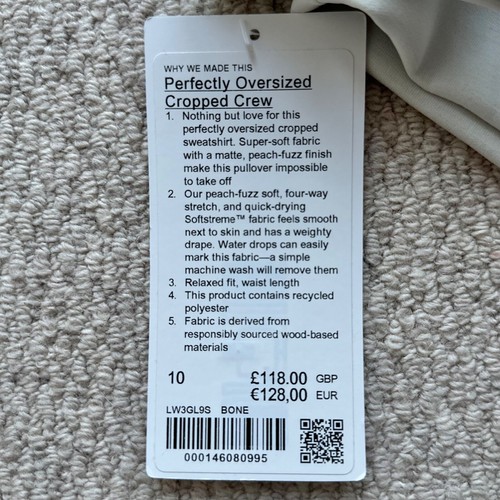 WHY WE MADE THIS
Perfectly Oversized
Cropped Crew
1. Nothing but love for this
perfectly oversized cropped
sweatshirt. Super-soft fabric
with a matte, peach-fuzz finish
make this pullover impossible
to take off
2. Our peach-fuzz soft, four-way
stretch, and quick-drying
Softstreme™ fabric feels smooth
next to skin and has a weighty
drape. Water drops can easily
mark this fabric—a simple
machine wash will remove them
3. Relaxed fit, waist length
4. This product contains recycled
polyester
5. Fabric is derived from
responsibly sourced wood-based
materials
10 £118.00 GBP
€128,00 EUR
LW3GL9S BONE
000146080995